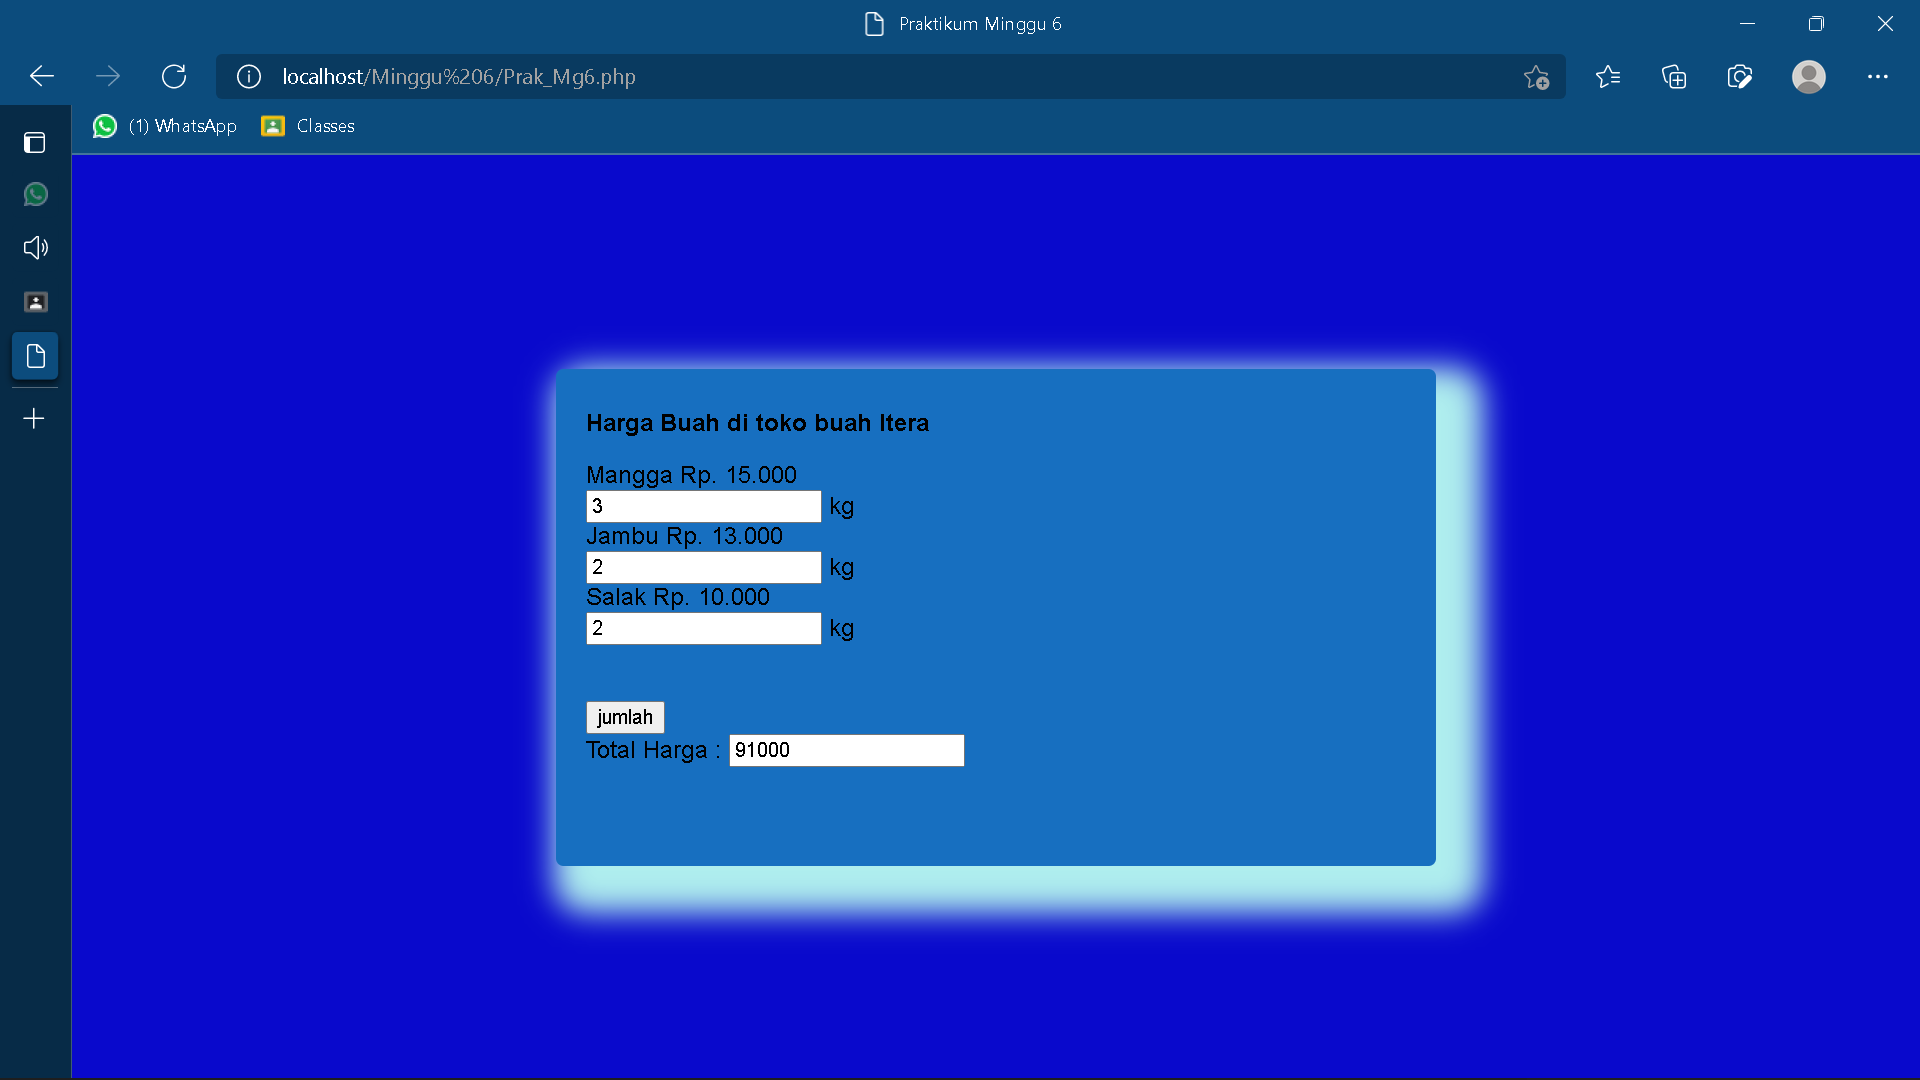 Praktikum Minggu 6
localhost/Minggu%206/Prak_Mg6.php
(1) WhatsApp Classes
Harga Buah di toko buah Itera
Mangga Rp. 15.000
3 kg
Jambu Rp. 13.000
2 kg
Salak Rp. 10.000
2 kg
jumlah
Total Harga : 91000